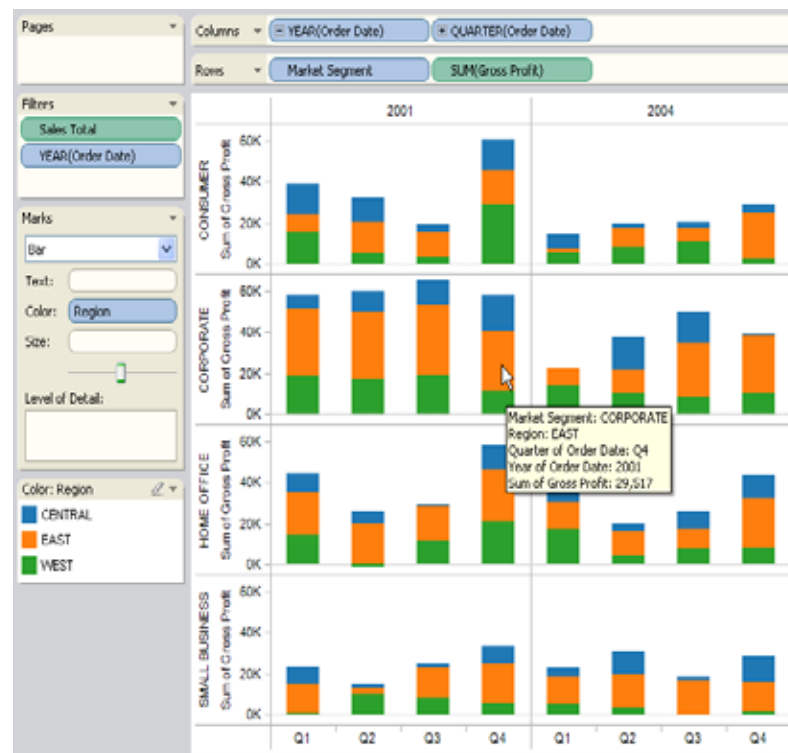 Pages
Columns
YEAR(Order Date)
QUARTER(Order Date)
Rows
Market Segment
SUM(Gross Profit)
Filters
Sales Total
YEAR(Order Date)
Marks
Bar
Text:
Color:
Region
Size:
Level of Detail:
Color: Region
CENTRAL
EAST
WEST
2001
2004
CONSUMER
Sum of Gross Profit
60K
40K
20K
0K
CORPORATE
Sum of Gross Profit
60K
40K
20K
0K
Market Segment: CORPORATE
Region: EAST
Quarter of Order Date: Q4
Year of Order Date: 2001
Sum of Gross Profit: 29,517
HOME OFFICE
Sum of Gross Profit
60K
40K
20K
0K
SMALL BUSINESS
Sum of Gross Profit
60K
40K
20K
0K
Q1 Q2 Q3 Q4 Q1 Q2 Q3 Q4